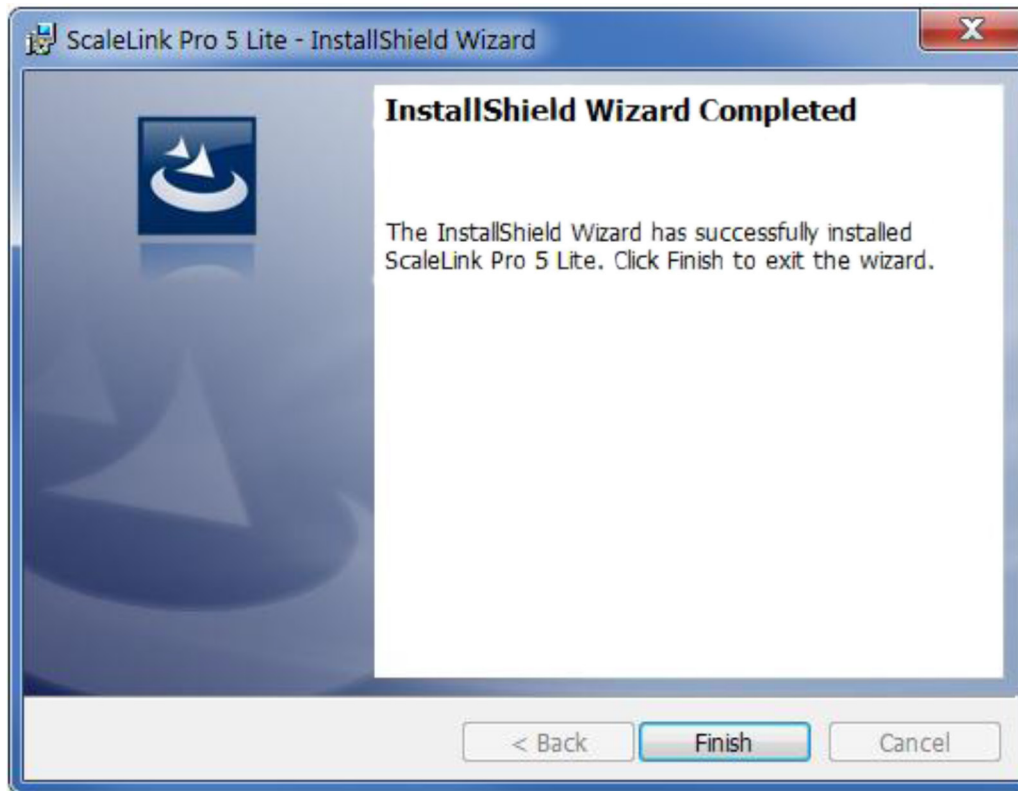 ScaleLink Pro 5 Lite - InstallShield Wizard
InstallShield Wizard Completed
The InstallShield Wizard has successfully installed
ScaleLink Pro 5 Lite. Click Finish to exit the wizard.
< Back
Finish
Cancel